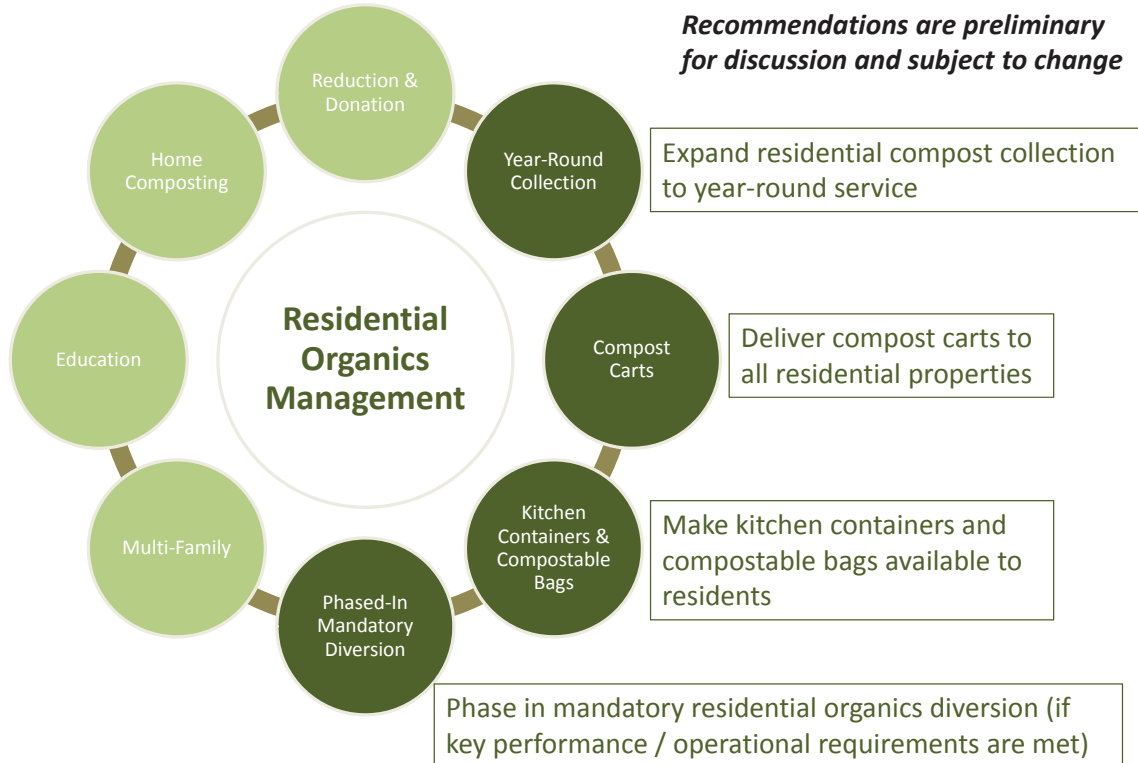 Recommendations are preliminary
for discussion and subject to change
Reduction &
Donation
Year-Round
Collection
Expand residential compost collection
to year-round service
Home
Composting
Residential
Organics
Management
Education
Compost
Carts
Deliver compost carts to
all residential properties
Multi-Family
Kitchen
Containers &
Compostable
Bags
Make kitchen containers and
compostable bags available to
residents
Phased-In
Mandatory
Diversion
Phase in mandatory residential organics diversion (if
key performance / operational requirements are met)